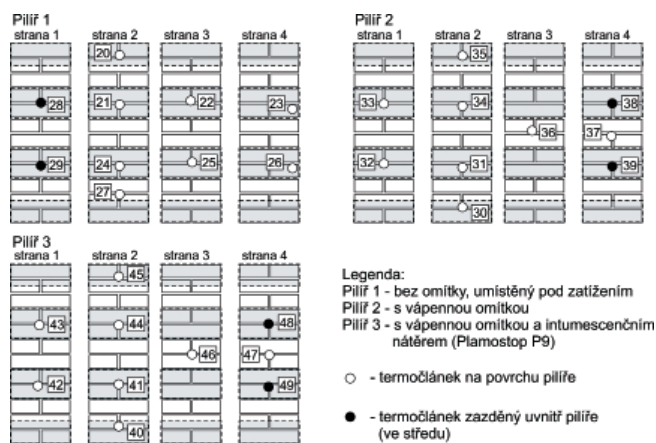 Pilíř 1
strana 1 strana 2 strana 3 strana 4
20
28 21 22 23
29 24 25 26
27
Pilíř 2
strana 1 strana 2 strana 3 strana 4
35
33 34 38
36 37
32 31 39
30
Pilíř 3
strana 1 strana 2 strana 3 strana 4
45
43 44 48
46 47
42 41 49
40
Legenda:
Pilíř 1 - bez omítky, umístěný pod zatížením
Pilíř 2 - s vápennou omítkou
Pilíř 3 - s vápennou omítkou a intumescenčním
nátěrem (Plamostop P9)
- termočlánek na povrchu pilíře
- termočlánek zazděný uvnitř pilíře
(ve středu)